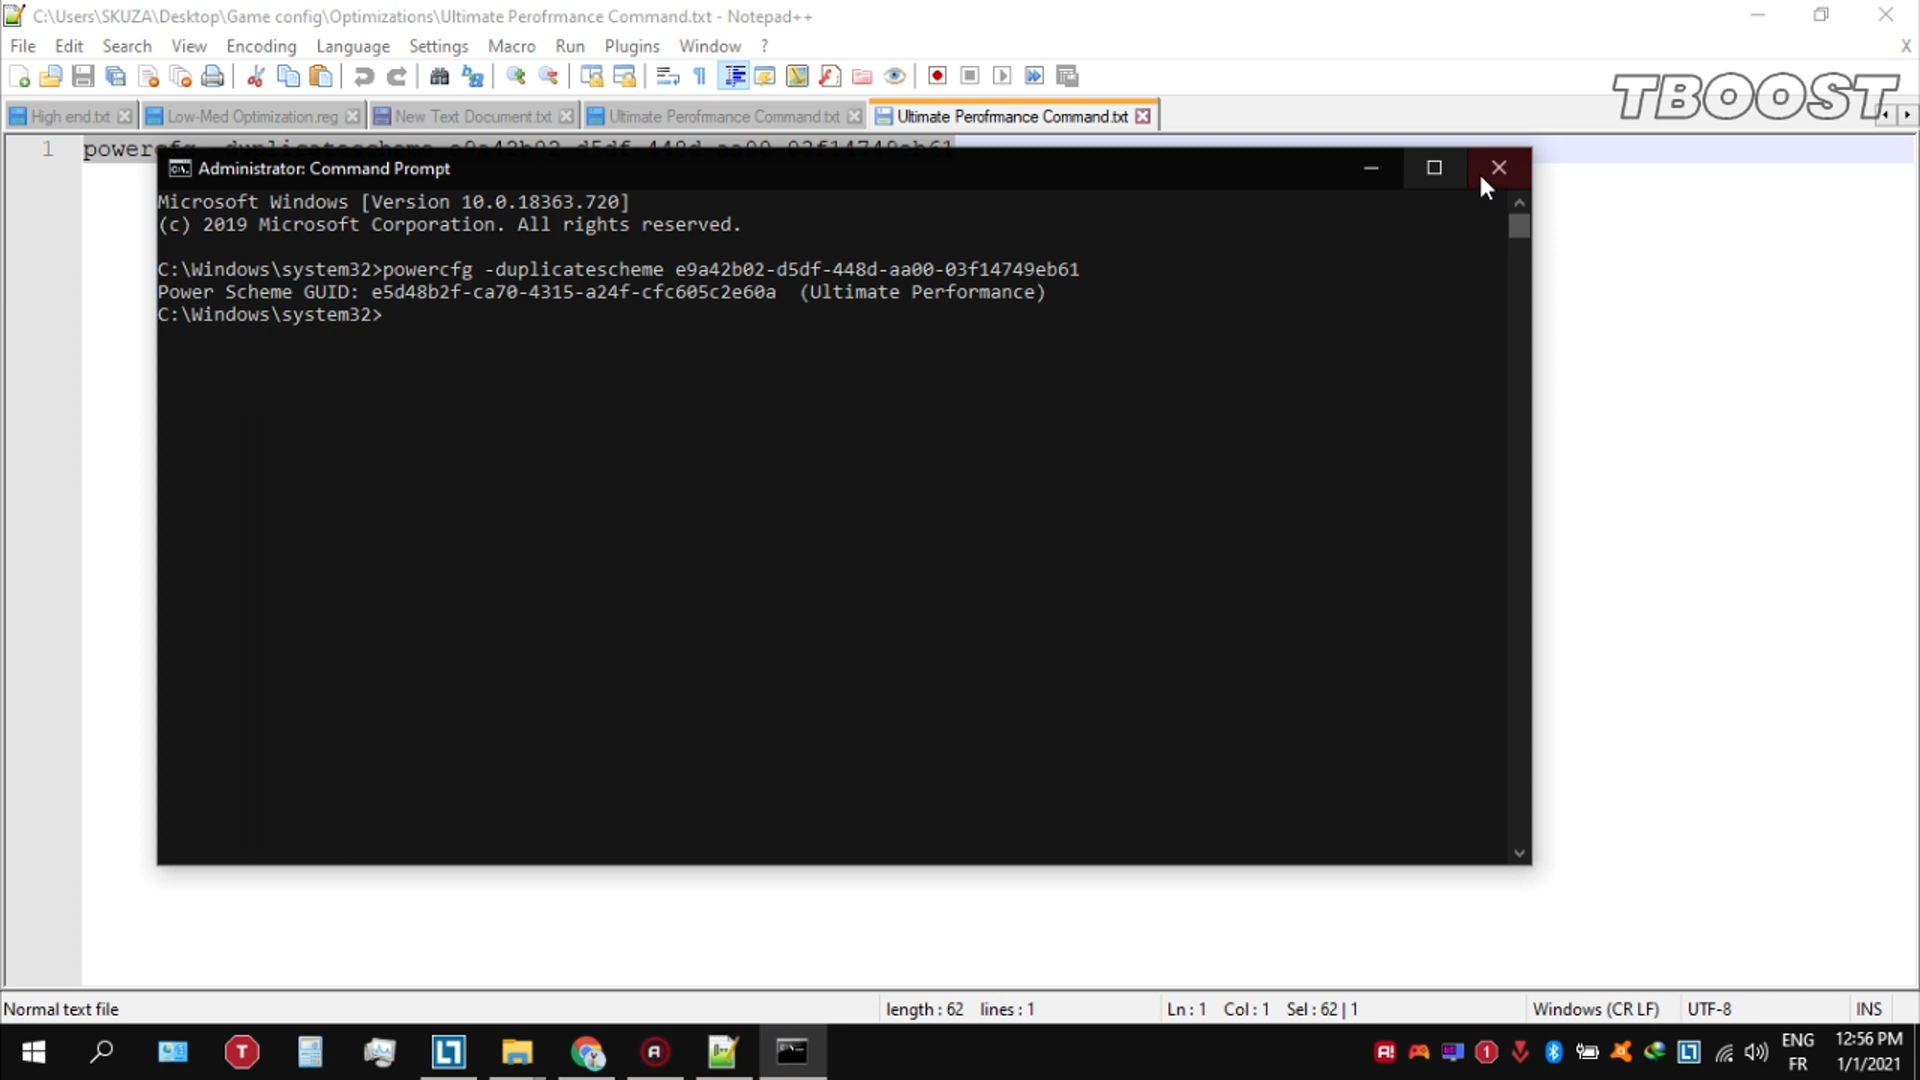 C:\Users\SKUZA\Desktop\Game config\Optimizations\Ultimate Perofrmance Command.txt - Notepad++
File Edit Search View Encoding Language Settings Macro Run Plugins Window ?
X
TBOOST
High end.txt Low-Med Optimization.reg New Text Document.txt Ultimate Perofrmance Command.txt Ultimate Perofrmance Command.txt
1 powercfg -duplicatescheme e9a42b02-d5df-448d-aa00-03f14749eb61
Administrator: Command Prompt
Microsoft Windows [Version 10.0.18363.720]
(c) 2019 Microsoft Corporation. All rights reserved.
C:\Windows\system32>powercfg -duplicatescheme e9a42b02-d5df-448d-aa00-03f14749eb61
Power Scheme GUID: e5d48b2f-ca70-4315-a24f-cfc605c2e60a (Ultimate Performance)
C:\Windows\system32>
Normal text file length : 62 lines : 1 Ln : 1 Col : 1 Sel : 62 | 1 Windows (CR LF) UTF-8 INS
ENG 12:56 PM
FR 1/1/2021